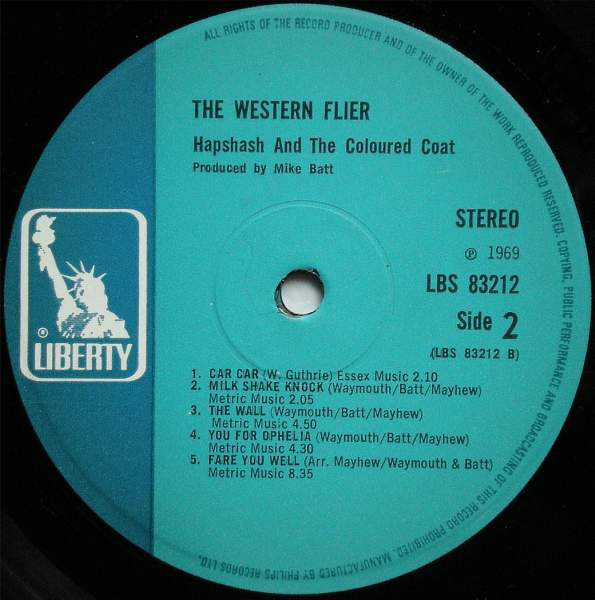 ALL RIGHTS OF THE RECORD PRODUCER AND OF THE OWNER OF THE WORK REPRODUCED RESERVED. COPYING, PUBLIC PERFORMANCE AND BROADCASTING OF THIS RECORD PROHIBITED. MANUFACTURED BY PHILIPS RECORDS LTD.
THE WESTERN FLIER
Hapshash And The Coloured Coat
Produced by Mike Batt
STEREO
℗ 1969
LBS 83212
Side 2
(LBS 83212 B)
®
LIBERTY
1. CAR CAR (W. Guthrie) Essex Music 2.10
2. MILK SHAKE KNOCK (Waymouth/Batt/Mayhew)
Metric Music 2.05
3. THE WALL (Waymouth/Batt/Mayhew)
Metric Music 4.50
4. YOU FOR OPHELIA (Waymouth/Batt/Mayhew)
Metric Music 4.30
5. FARE YOU WELL (Arr. Mayhew/Waymouth & Batt)
Metric Music 8.35